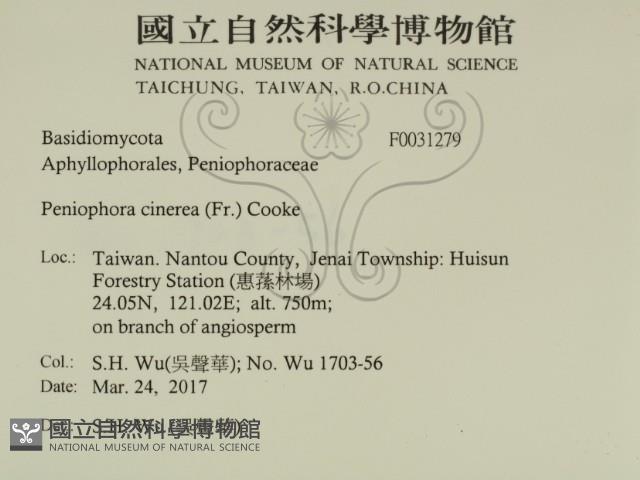 國立自然科學博物館
NATIONAL MUSEUM OF NATURAL SCIENCE
TAICHUNG, TAIWAN, R.O.CHINA
Basidiomycota F0031279
Aphyllophorales, Peniophoraceae
Peniophora cinerea (Fr.) Cooke
Loc.: Taiwan. Nantou County, Jenai Township: Huisun
Forestry Station (惠蓀林場)
24.05N, 121.02E; alt. 750m;
on branch of angiosperm
Col.: S.H. Wu(吳聲華); No. Wu 1703-56
Date: Mar. 24, 2017
國立自然科學博物館
NATIONAL MUSEUM OF NATURAL SCIENCE